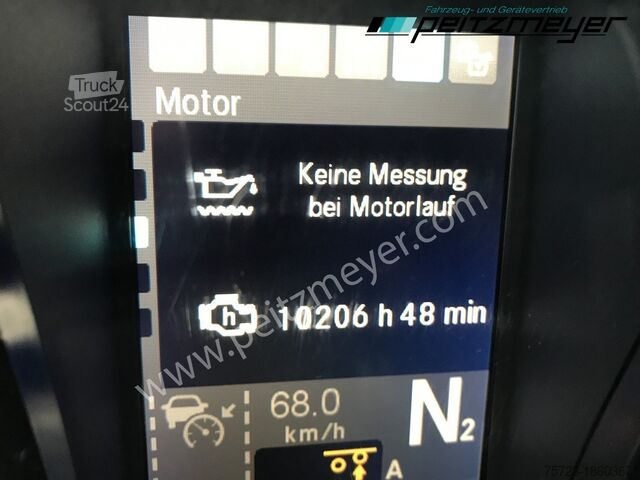 Fahrzeug- und Gerätevertrieb
peitzmeyer
Truck
Scout24
Motor
Keine Messung
bei Motorlauf
h
10206 h 48 min
www.peitzmeyer.com
68.0
km/h
N2
A